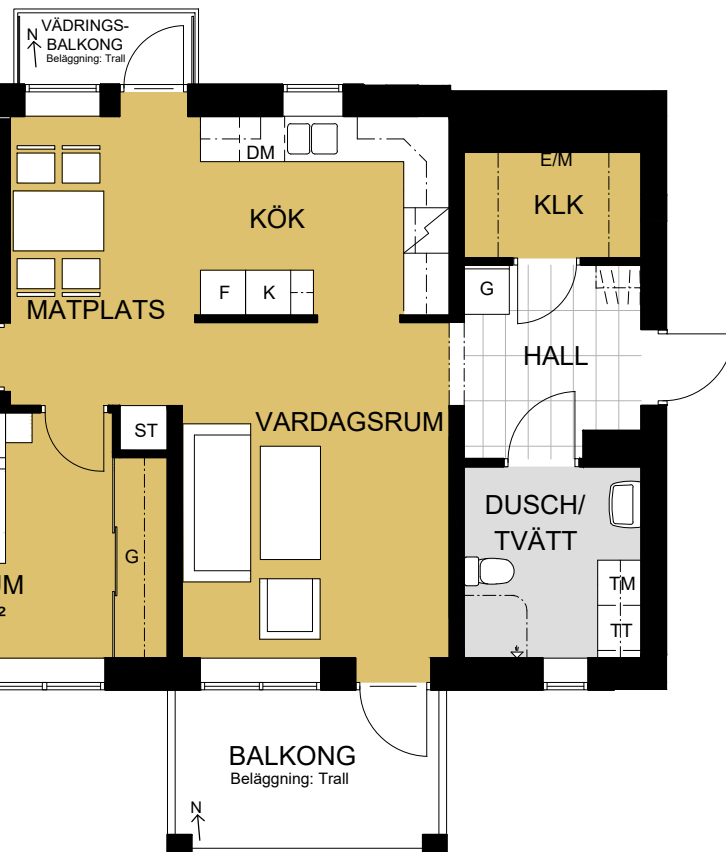 VÄDRINGS-
BALKONG
Beläggning: Trall
N
DM
E/M
KÖK
KLK
F
K
G
MATPLATS
HALL
VARDAGSRUM
ST
DUSCH/
TVÄTT
G
UM
2
TM
TT
BALKONG
Beläggning: Trall
N